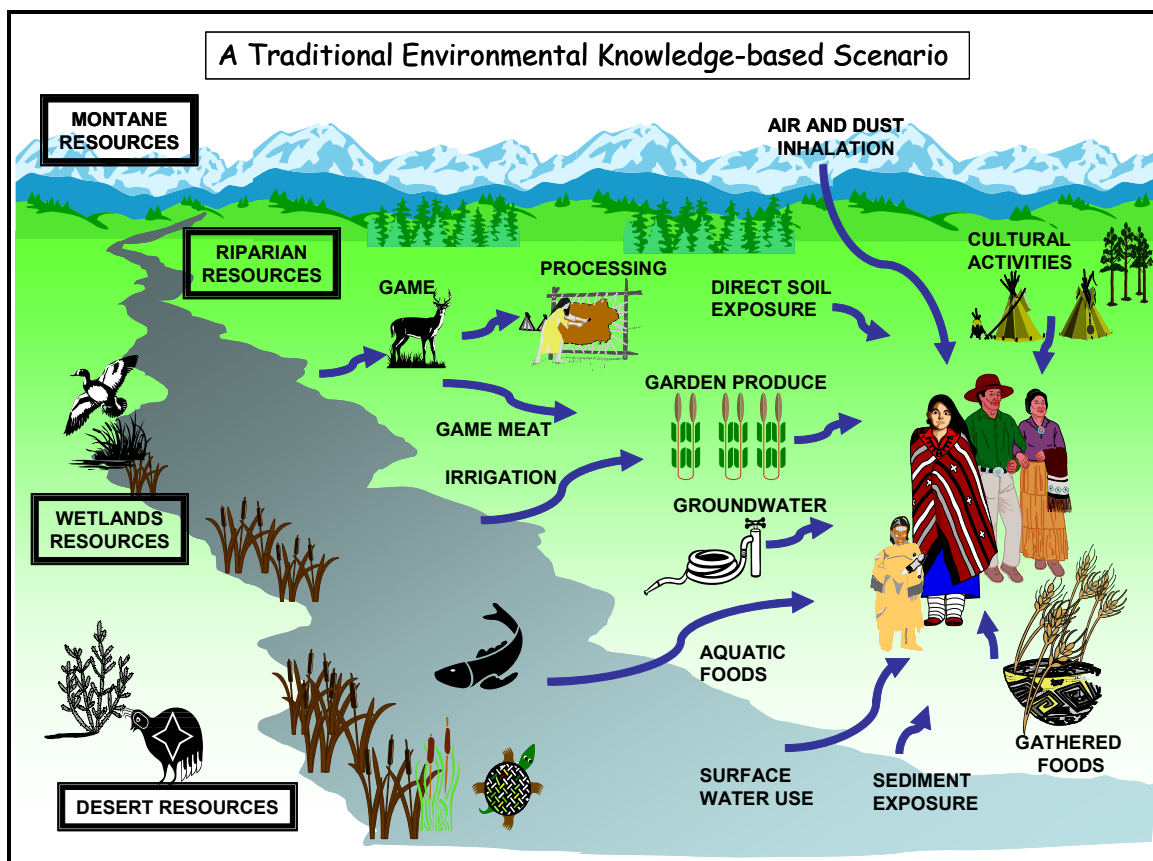 A Traditional Environmental Knowledge-based Scenario
MONTANE
RESOURCES
AIR AND DUST
INHALATION
RIPARIAN
RESOURCES
CULTURAL
ACTIVITIES
PROCESSING
GAME
DIRECT SOIL
EXPOSURE
GARDEN PRODUCE
GAME MEAT
IRRIGATION
GROUNDWATER
WETLANDS
RESOURCES
AQUATIC
FOODS
GATHERED
FOODS
SURFACE
WATER USE
SEDIMENT
EXPOSURE
DESERT RESOURCES